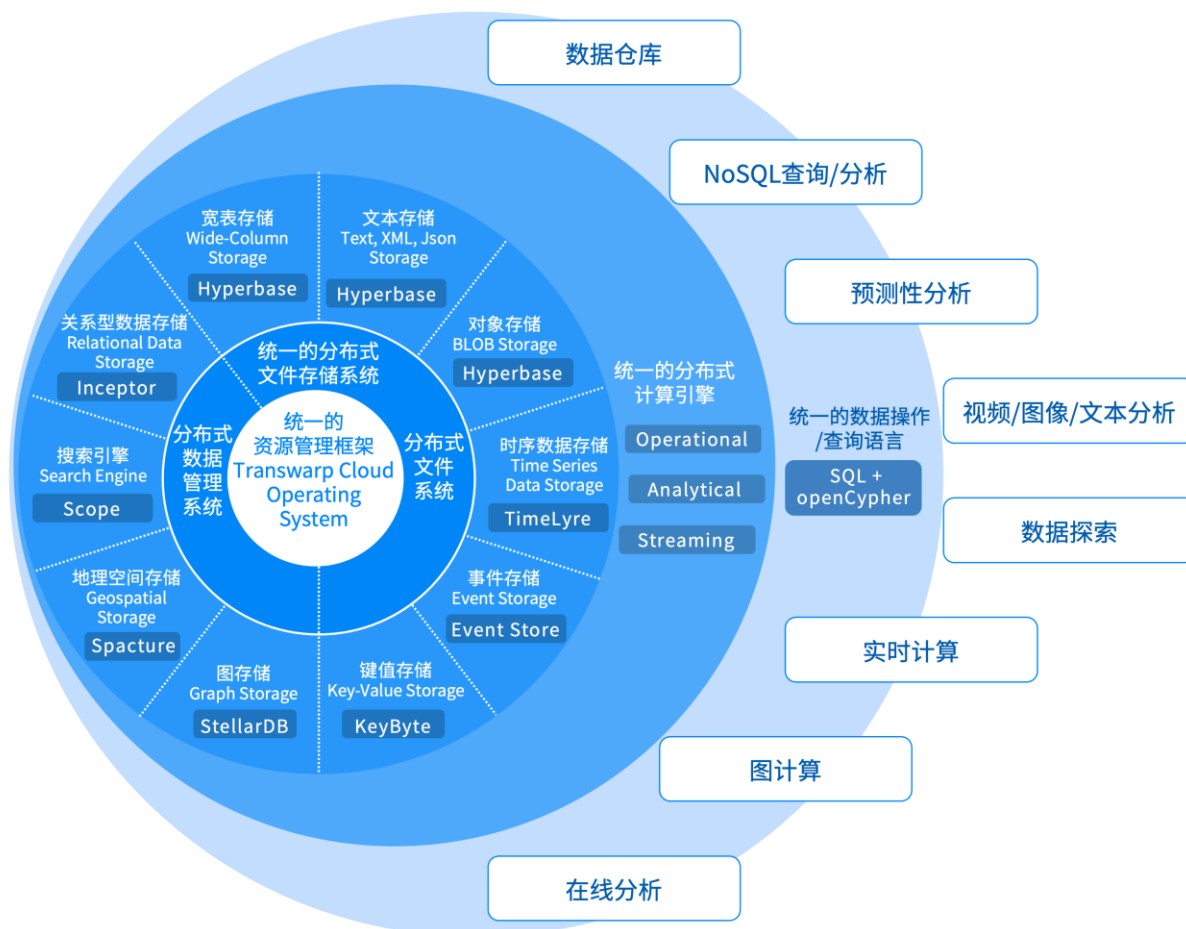 数据仓库
NoSQL查询/分析
预测性分析
视频/图像/文本分析
数据探索
实时计算
图计算
在线分析
统一的数据操作
/查询语言
SQL +
openCypher
统一的分布式
计算引擎
Operational
Analytical
Streaming
宽表存储
Wide-Column
Storage
Hyperbase
文本存储
Text, XML, Json
Storage
Hyperbase
对象存储
BLOB Storage
Hyperbase
时序数据存储
Time Series
Data Storage
TimeLyre
事件存储
Event Storage
Event Store
键值存储
Key-Value Storage
KeyByte
图存储
Graph Storage
StellarDB
地理空间存储
Geospatial
Storage
Spacture
搜索引擎
Search Engine
Scope
关系型数据存储
Relational Data
Storage
Inceptor
统一的分布式
文件存储系统
分布式
数据
管理
系统
分布式
文件
系统
统一的
资源管理框架
Transwarp Cloud
Operating
System